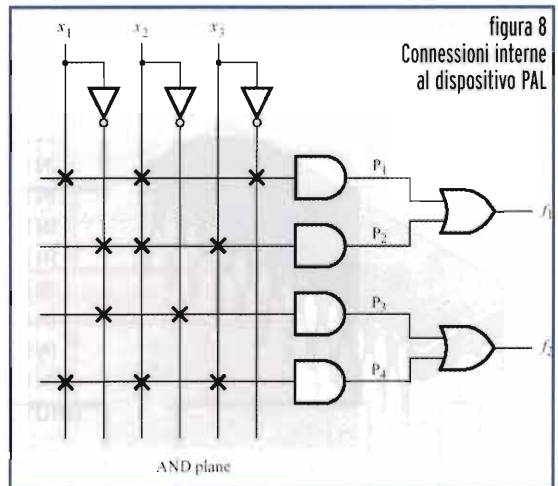 figura 8
Connessioni interne
al dispositivo PAL
x1 x2 x3
P1
f1
P2
P3
f2
P4
AND plane